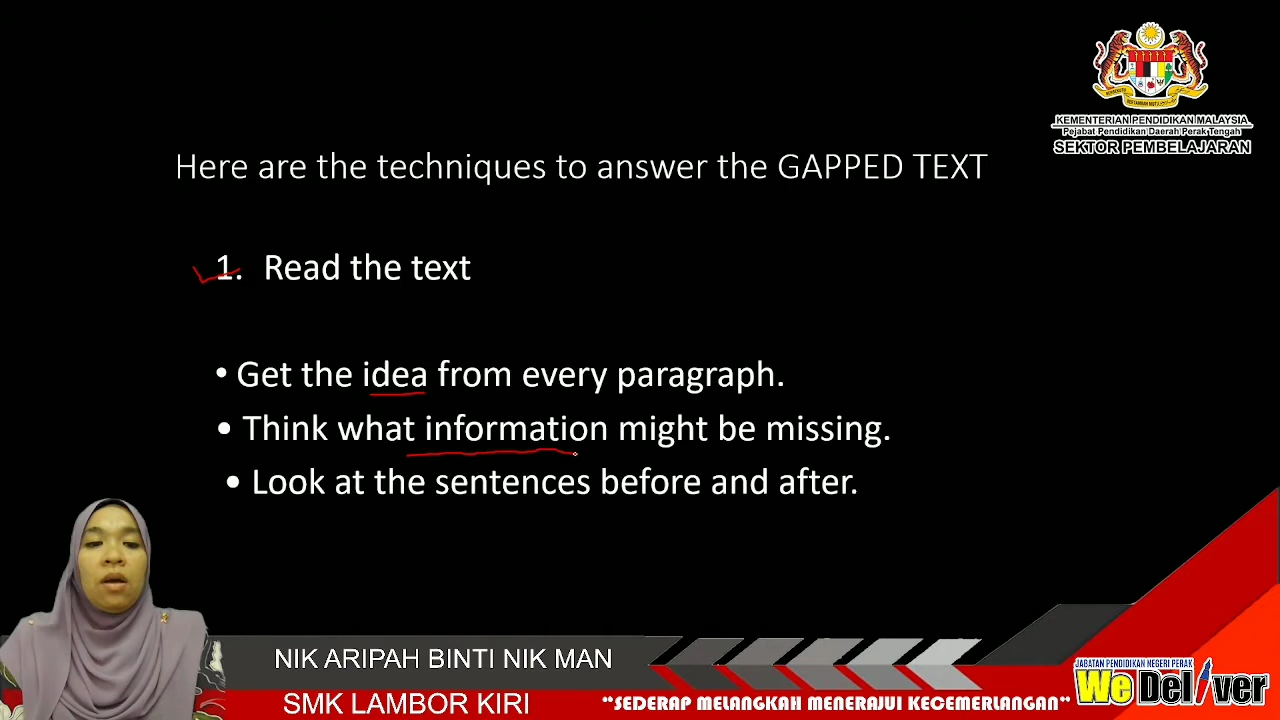 KEMENTERIAN PENDIDIKAN MALAYSIA
Pejabat Pendidikan Daerah Perak Tengah
SEKTOR PEMBELAJARAN
Here are the techniques to answer the GAPPED TEXT
1. Read the text
• Get the idea from every paragraph.
• Think what information might be missing.
• Look at the sentences before and after.
NIK ARIPAH BINTI NIK MAN
SMK LAMBOR KIRI
"SEDERAP MELANGKAH MENERAJUI KECEMERLANGAN"
JABATAN PENDIDIKAN NEGERI PERAK
We Del/ver